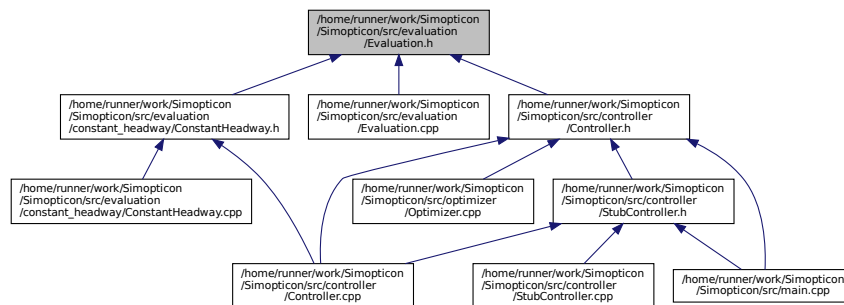 /home/runner/work/Simopticon
/Simopticon/src/evaluation
/Evaluation.h
/home/runner/work/Simopticon
/Simopticon/src/evaluation
/constant_headway/ConstantHeadway.h
/home/runner/work/Simopticon
/Simopticon/src/evaluation
/Evaluation.cpp
/home/runner/work/Simopticon
/Simopticon/src/controller
/Controller.h
/home/runner/work/Simopticon
/Simopticon/src/evaluation
/constant_headway/ConstantHeadway.cpp
/home/runner/work/Simopticon
/Simopticon/src/optimizer
/Optimizer.cpp
/home/runner/work/Simopticon
/Simopticon/src/controller
/StubController.h
/home/runner/work/Simopticon
/Simopticon/src/controller
/Controller.cpp
/home/runner/work/Simopticon
/Simopticon/src/controller
/StubController.cpp
/home/runner/work/Simopticon
/Simopticon/src/main.cpp